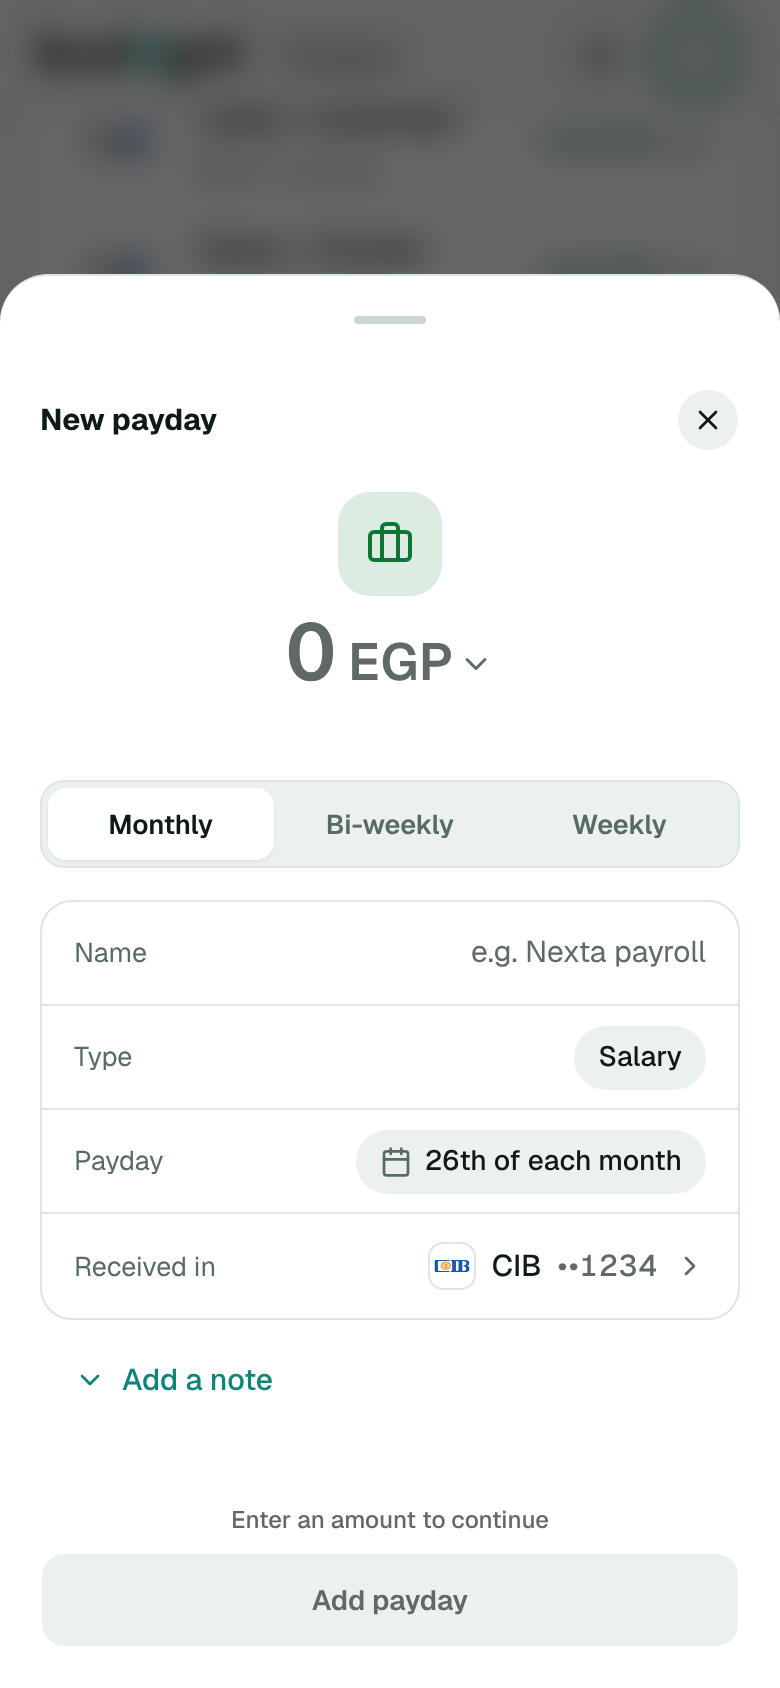 New payday
0 EGP
Monthly Bi-weekly Weekly
Name e.g. Nexta payroll
Type Salary
Payday 26th of each month
Received in CIB CIB ••1234
Add a note
Enter an amount to continue
Add payday